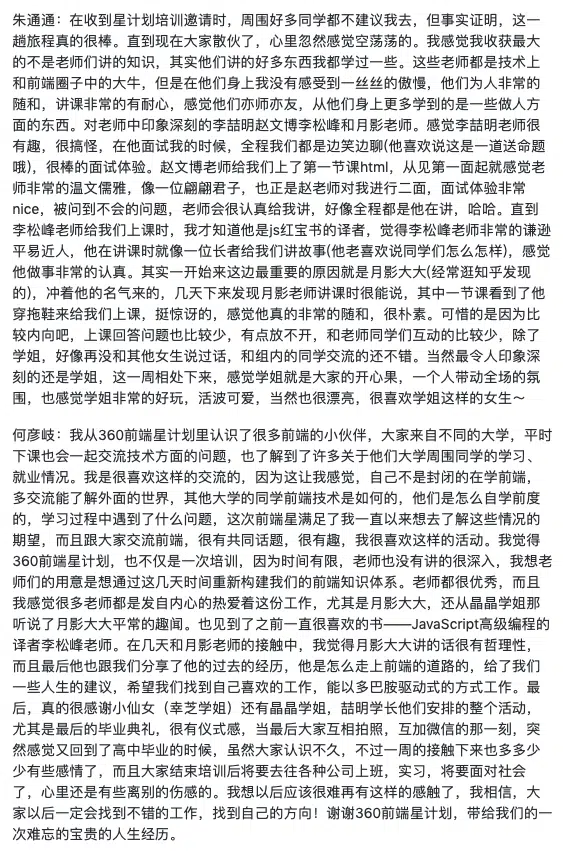 朱通通：在收到星计划培训邀请时，周围好多同学都不建议我去，但事实证明，这一
趟旅程真的很棒。直到现在大家散伙了，心里忽然感觉空荡荡的。我感觉我收获最大
的不是老师们讲的知识，其实他们讲的好多东西我都学过一些。这些老师都是技术上
和前端圈子中的大牛，但是在他们身上我没有感受到一丝丝的傲慢，他们为人非常的
随和，讲课非常的有耐心，感觉他们亦师亦友，从他们身上更多学到的是一些做人方
面的东西。对老师中印象深刻的李喆明赵文博李松峰和月影老师。感觉李喆明老师很
有趣，很搞怪，在他面试我的时候，全程我们都是边笑边聊(他喜欢说这是一道送命题
哦)，很棒的面试体验。赵文博老师给我们上了第一节课html，从见第一面起就感觉老
师非常的温文儒雅，像一位翩翩君子，也正是赵老师对我进行二面，面试体验非常
nice，被问到不会的问题，老师会很认真给我讲，好像全程都是他在讲，哈哈。直到
李松峰老师给我们上课时，我才知道他是js红宝书的译者，觉得李松峰老师非常的谦逊
平易近人，他在讲课时就像一位长者给我们讲故事(他老喜欢说同学们怎么怎样)，感觉
他做事非常的认真。其实一开始来这边最重要的原因就是月影大大(经常逛知乎发现
的)，冲着他的名气来的，几天下来发现月影老师讲课时很能说，其中一节课看到了他
穿拖鞋来给我们上课，挺惊讶的，感觉他真的非常的随和，很朴素。可惜的是因为比
较内向吧，上课回答问题也比较少，有点放不开，和老师同学们互动的比较少，除了
学姐，好像再没和其他女生说过话，和组内的同学交流的还不错。当然最令人印象深
刻的还是学姐，这一周相处下来，感觉学姐就是大家的开心果，一个人带动全场的氛
围，也感觉学姐非常的好玩，活波可爱，当然也很漂亮，很喜欢学姐这样的女生～
何彦岐：我从360前端星计划里认识了很多前端的小伙伴，大家来自不同的大学，平时
下课也会一起交流技术方面的问题，也了解到了许多关于他们大学周围同学的学习、
就业情况。我是很喜欢这样的交流的，因为这让我感觉，自己不是封闭的在学前端，
多交流能了解外面的世界，其他大学的同学前端技术是如何的，他们是怎么自学前度
的，学习过程中遇到了什么问题，这次前端星满足了我一直以来想去了解这些情况的
期望，而且跟大家交流前端，很有共同话题，很有趣，我很喜欢这样的活动。我觉得
360前端星计划，也不仅是一次培训，因为时间有限，老师也没有讲的很深入，我想老
师们的用意是想通过这几天时间重新构建我们的前端知识体系。老师都很优秀，而且
我感觉很多老师都是发自内心的热爱着这份工作，尤其是月影大大，还从晶晶学姐那
听说了月影大大平常的趣闻。也见到了之前一直很喜欢的书——JavaScript高级编程的
译者李松峰老师。在几天和月影老师的接触中，我觉得月影大大讲的话很有哲理性，
而且最后他也跟我们分享了他的过去的经历，他是怎么走上前端的道路的，给了我们
一些人生的建议，希望我们找到自己喜欢的工作，能以多巴胺驱动式的方式工作。最
后，真的很感谢小仙女（幸芝学姐）还有晶晶学姐，喆明学长他们安排的整个活动，
尤其是最后的毕业典礼，很有仪式感，当最后大家互相拍照，互加微信的那一刻，突
然感觉又回到了高中毕业的时候，虽然大家认识不久，不过一周的接触下来也多多少
少有些感情了，而且大家结束培训后将要去往各种公司上班，实习，将要面对社会
了，心里还是有些离别的伤感的。我想以后应该很难再有这样的感触了，我相信，大
家以后一定会找到不错的工作，找到自己的方向！谢谢360前端星计划，带给我们的一
次难忘的宝贵的人生经历。